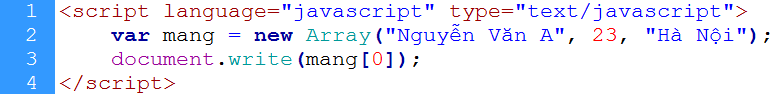 1 <script language="javascript" type="text/javascript">
2     var mang = new Array("Nguyễn Văn A", 23, "Hà Nội");
3     document.write(mang[0]);
4 </script>